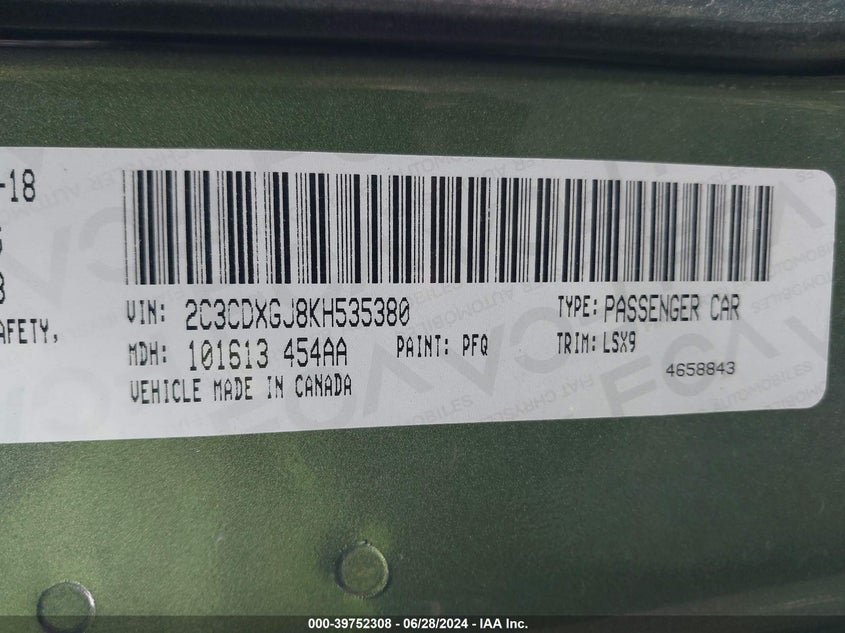 -18
VIN: 2C3CDXGJ8KH535380 TYPE: PASSENGER CAR
AFETY,
MDH: 101613 454AA PAINT: PFQ TRIM: LSX9
4658843
VEHICLE MADE IN CANADA
000-39752308 - 06/28/2024 - IAA Inc.